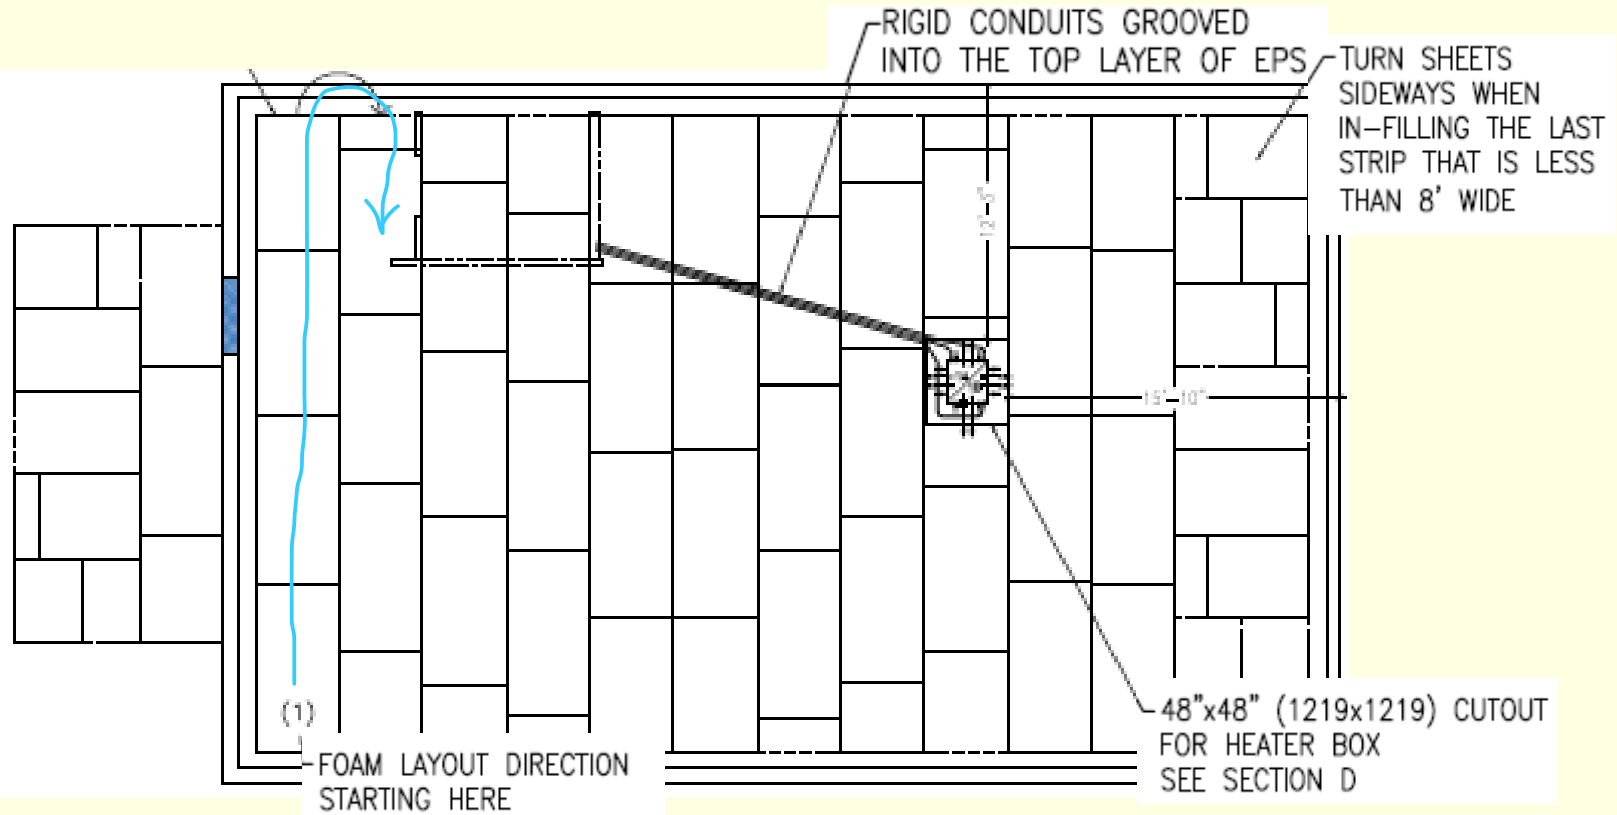 RIGID CONDUITS GROOVED
INTO THE TOP LAYER OF EPS
TURN SHEETS
SIDEWAYS WHEN
IN-FILLING THE LAST
STRIP THAT IS LESS
THAN 8' WIDE
15'-10"
(1)
FOAM LAYOUT DIRECTION
STARTING HERE
48"x48" (1219x1219) CUTOUT
FOR HEATER BOX
SEE SECTION D